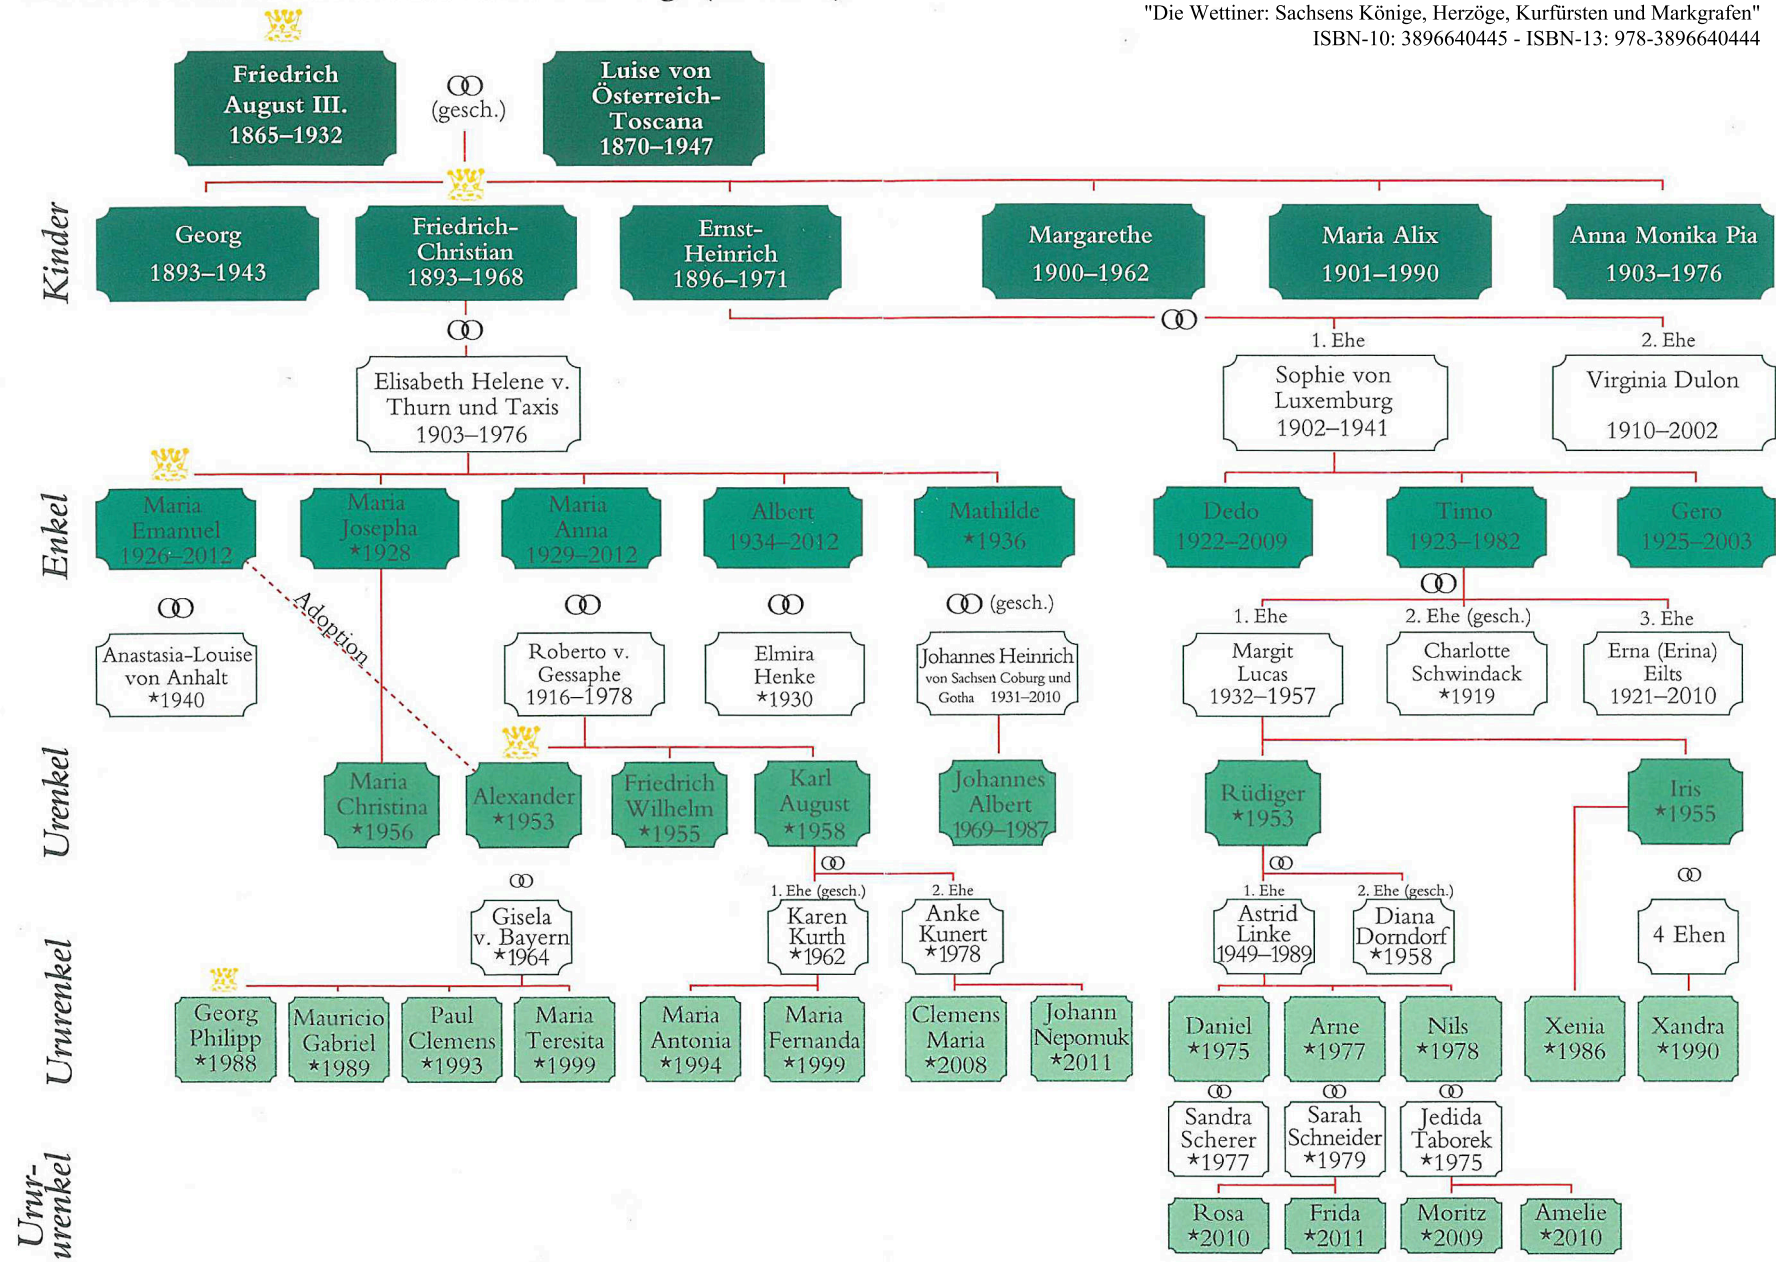 "Die Wettiner: Sachsens Könige, Herzöge, Kurfürsten und Markgrafen"
ISBN-10: 3896640445 - ISBN-13: 978-3896640444
Friedrich
August III.
1865–1932
(gesch.)
Luise von
Österreich-
Toscana
1870–1947
Kinder
Georg
1893–1943
Friedrich-
Christian
1893–1968
Ernst-
Heinrich
1896–1971
Margarethe
1900–1962
Maria Alix
1901–1990
Anna Monika Pia
1903–1976
Elisabeth Helene v.
Thurn und Taxis
1903–1976
1. Ehe
Sophie von
Luxemburg
1902–1941
2. Ehe
Virginia Dulon
1910–2002
Enkel
Maria
Emanuel
1926–2012
Maria
Josepha
★1928
Maria
Anna
1929–2012
Albert
1934–2012
Mathilde
★1936
Dedo
1922–2009
Timo
1923–1982
Gero
1925–2003
Adoption
Anastasia-Louise
von Anhalt
★1940
Roberto v.
Gessaphe
1916–1978
Elmira
Henke
★1930
(gesch.)
Johannes Heinrich
von Sachsen Coburg und
Gotha 1931–2010
1. Ehe
Margit
Lucas
1932–1957
2. Ehe (gesch.)
Charlotte
Schwindack
★1919
3. Ehe
Erna (Erina)
Eilts
1921–2010
Urenkel
Maria
Christina
★1956
Alexander
★1953
Friedrich
Wilhelm
★1955
Karl
August
★1958
Johannes
Albert
1969–1987
Rüdiger
★1953
Iris
★1955
Gisela
v. Bayern
★1964
1. Ehe (gesch.)
Karen
Kurth
★1962
2. Ehe
Anke
Kunert
★1978
1. Ehe
Astrid
Linke
1949–1989
2. Ehe (gesch.)
Diana
Dorndorf
★1958
4 Ehen
Ururenkel
Georg
Philipp
★1988
Mauricio
Gabriel
★1989
Paul
Clemens
★1993
Maria
Teresita
★1999
Maria
Antonia
★1994
Maria
Fernanda
★1999
Clemens
Maria
★2008
Johann
Nepomuk
★2011
Daniel
★1975
Arne
★1977
Nils
★1978
Xenia
★1986
Xandra
★1990
Sandra
Scherer
★1977
Sarah
Schneider
★1979
Jedida
Taborek
★1975
Urur-
urenkel
Rosa
★2010
Frida
★2011
Moritz
★2009
Amelie
★2010